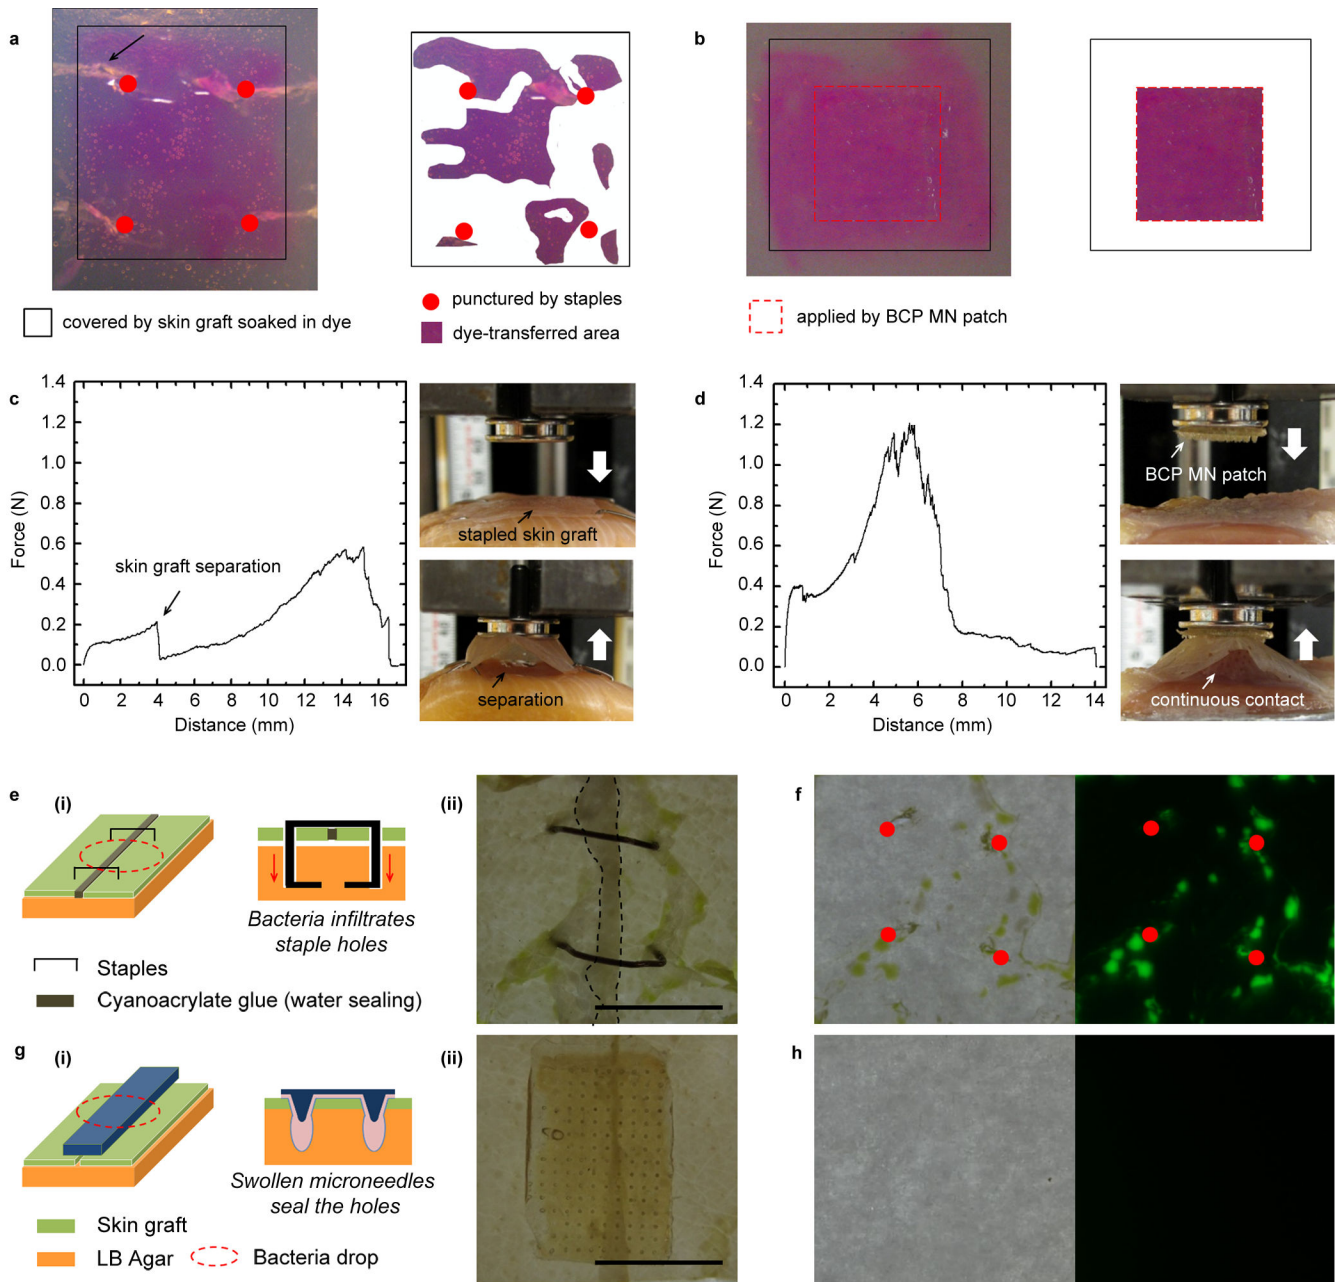 a
b
covered by skin graft soaked in dye
punctured by staples
dye-transferred area
applied by BCP MN patch
c
1.4
1.2
1.0
0.8
0.6
0.4
0.2
0.0
Force (N)
skin graft separation
0 2 4 6 8 10 12 14 16
Distance (mm)
stapled skin graft
separation
d
1.4
1.2
1.0
0.8
0.6
0.4
0.2
0.0
Force (N)
0 2 4 6 8 10 12 14
Distance (mm)
BCP MN patch
continuous contact
e
(i)
Bacteria infiltrates
staple holes
Staples
Cyanoacrylate glue (water sealing)
(ii)
f
g
(i)
Swollen microneedles
seal the holes
Skin graft
LB Agar
Bacteria drop
(ii)
h